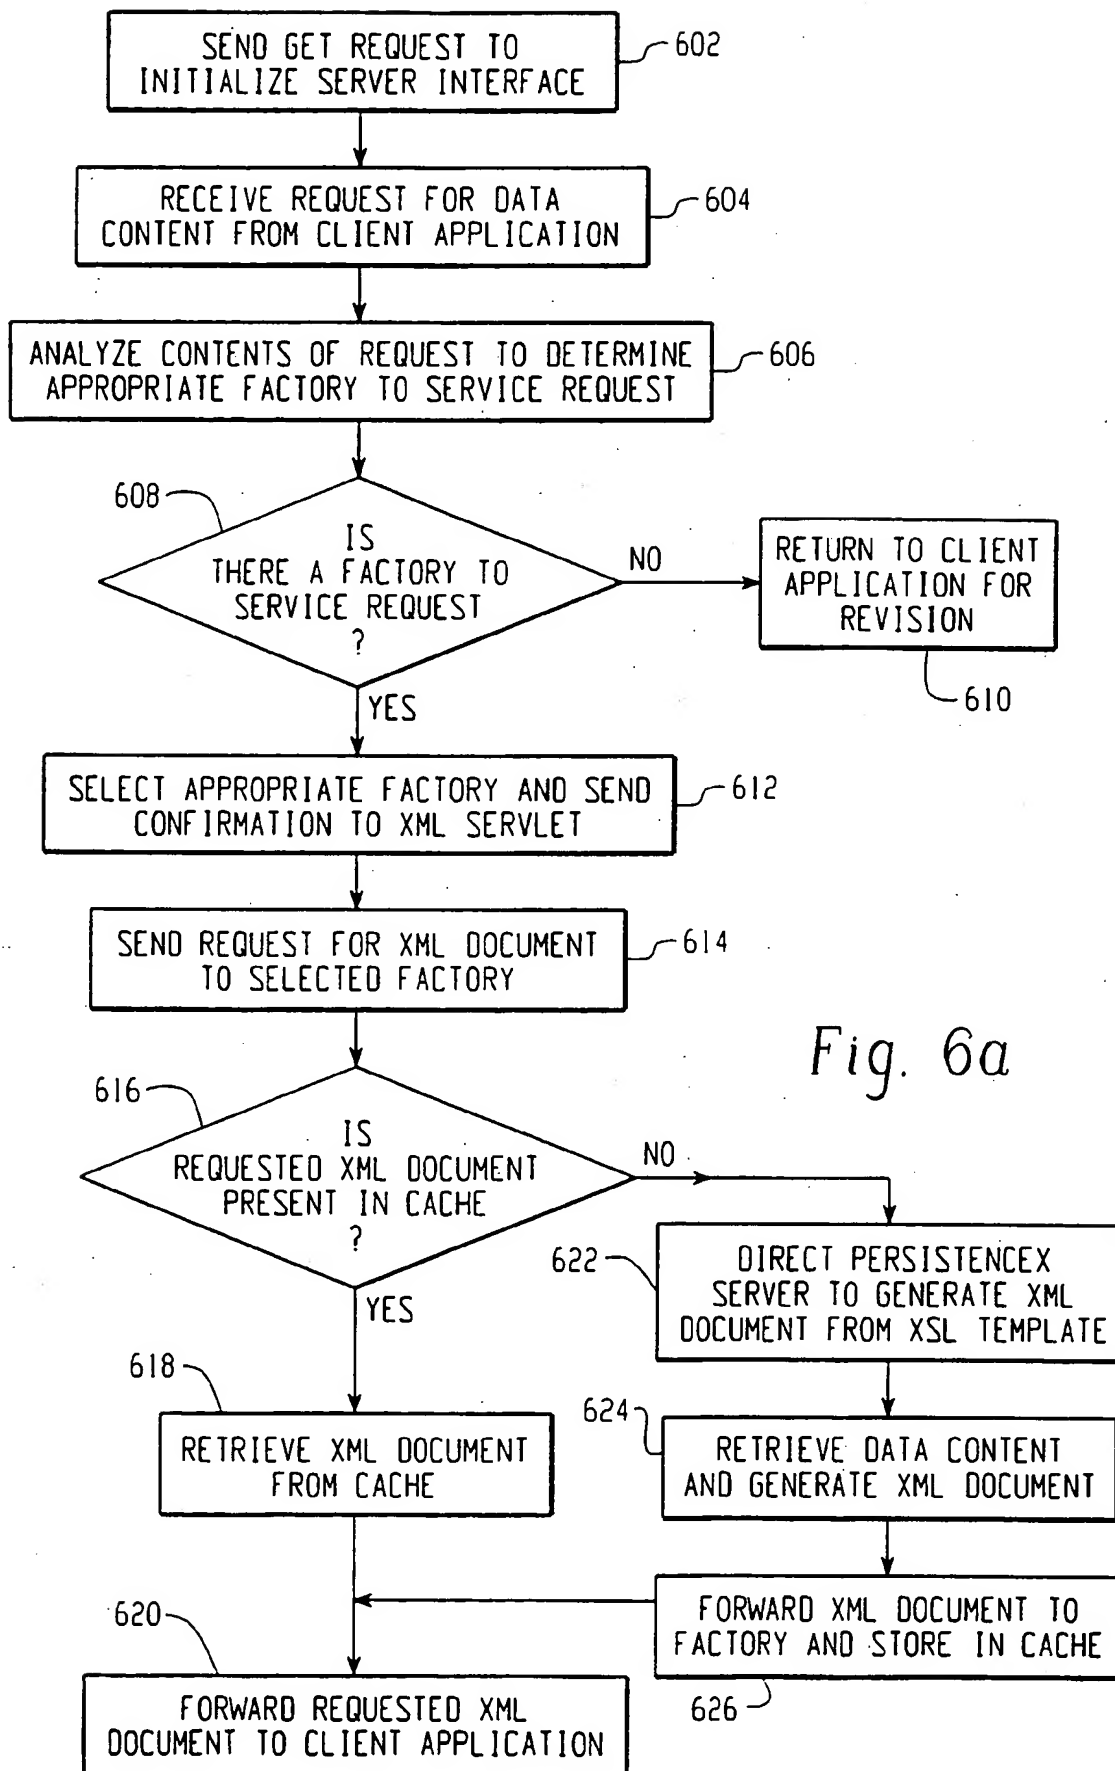 SEND GET REQUEST TO
INITIALIZE SERVER INTERFACE
602
RECEIVE REQUEST FOR DATA
CONTENT FROM CLIENT APPLICATION
604
ANALYZE CONTENTS OF REQUEST TO DETERMINE
APPROPRIATE FACTORY TO SERVICE REQUEST
606
608
IS
THERE A FACTORY TO
SERVICE REQUEST
?
NO
RETURN TO CLIENT
APPLICATION FOR
REVISION
610
YES
SELECT APPROPRIATE FACTORY AND SEND
CONFIRMATION TO XML SERVLET
612
SEND REQUEST FOR XML DOCUMENT
TO SELECTED FACTORY
614
Fig. 6a
616
IS
REQUESTED XML DOCUMENT
PRESENT IN CACHE
?
NO
YES
622
DIRECT PERSISTENCEX
SERVER TO GENERATE XML
DOCUMENT FROM XSL TEMPLATE
618
RETRIEVE XML DOCUMENT
FROM CACHE
624
RETRIEVE DATA CONTENT
AND GENERATE XML DOCUMENT
FORWARD XML DOCUMENT TO
FACTORY AND STORE IN CACHE
626
620
FORWARD REQUESTED XML
DOCUMENT TO CLIENT APPLICATION